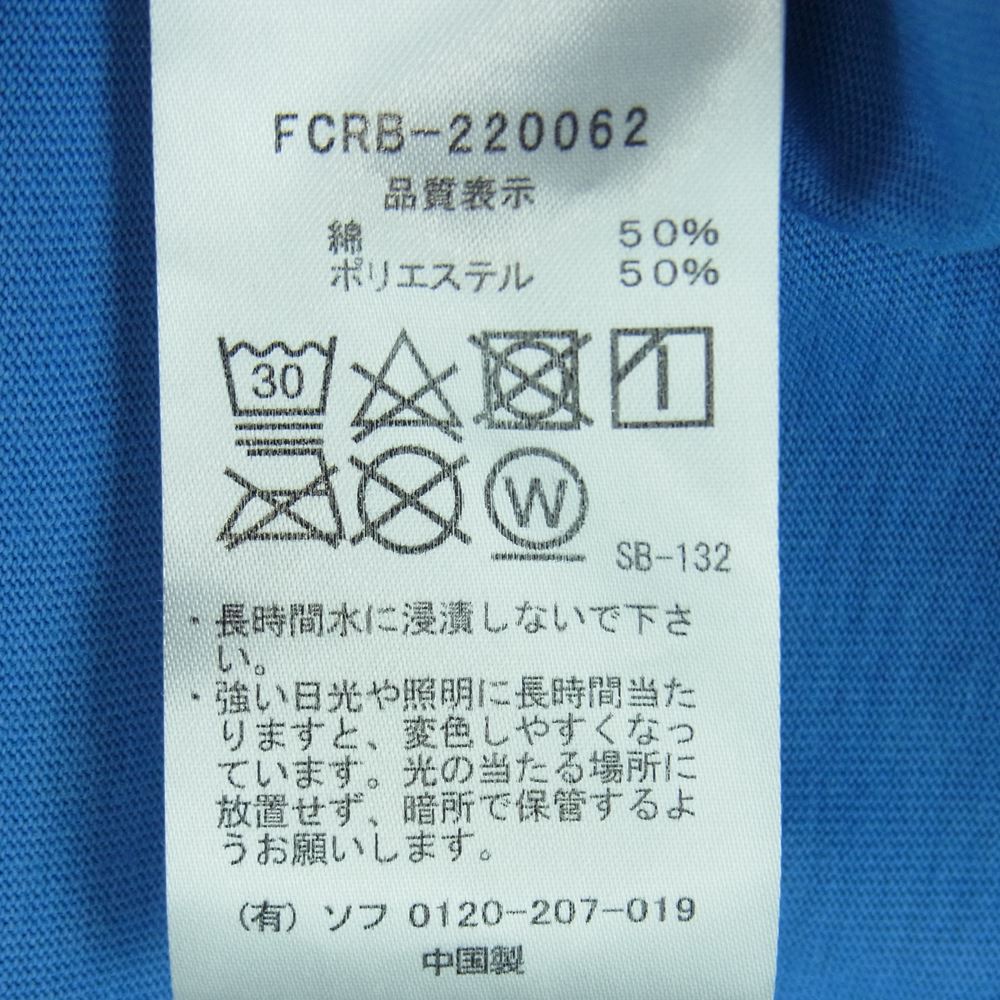 FCRB-220062
品質表示
綿 50%
ポリエステル 50%
30
W
SB-132
・長時間水に浸漬しないで下さ
い。
・強い日光や照明に長時間当た
りますと、変色しやすくなっ
ています。光の当たる場所に
放置せず、暗所で保管するよ
うお願いします。
(有) ソフ 0120-207-019
中国製